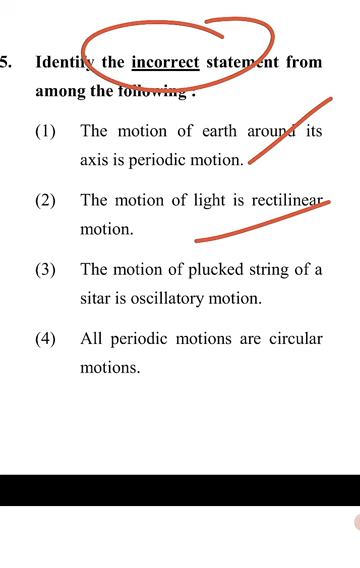 5. Identify the incorrect statement from
among the following :
(1) The motion of earth around its
axis is periodic motion.
(2) The motion of light is rectilinear
motion.
(3) The motion of plucked string of a
sitar is oscillatory motion.
(4) All periodic motions are circular
motions.